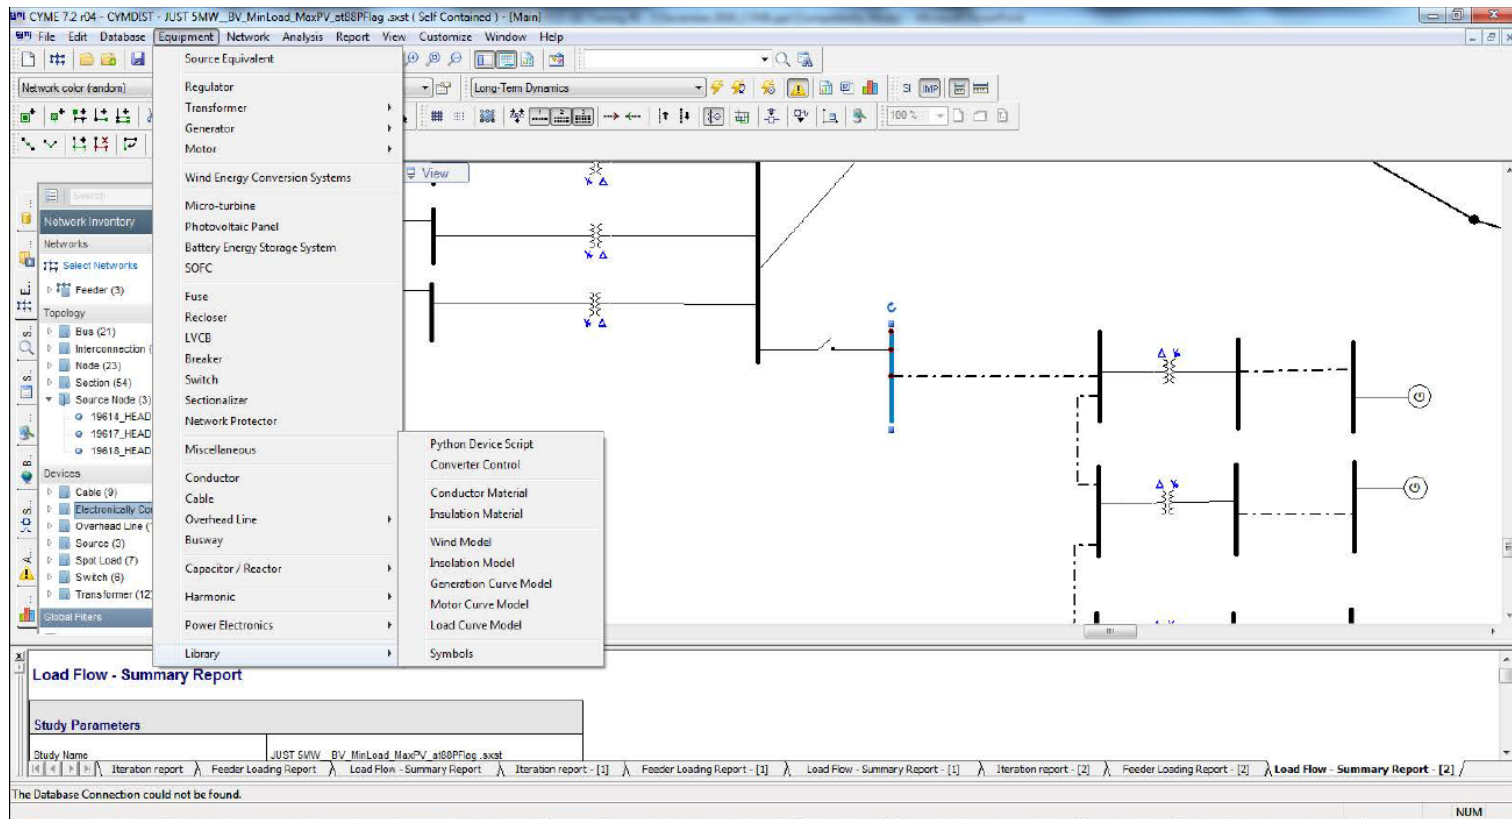 CYME 7.2 r04 - CYMDIST - JUST 5MW__BV_MinLoad_MaxPV_at88PFlag .sxst ( Self Contained ) - [Main]
File Edit Database Equipment Network Analysis Report View Customize Window Help
Network color (random)
Long-Term Dynamics
SI IMP
100 %
View
Search
Network Inventory
Networks
Select Networks
Feeder (3)
Topology
Bus (21)
Interconnection (
Node (23)
Section (54)
Source Node (3)
19614_HEAD
19617_HEAD
19618_HEAD
Devices
Cable (9)
Electronically Co
Overhead Line (
Source (3)
Spot Load (7)
Switch (6)
Transformer (12)
Global Filters
Source Equivalent
Regulator
Transformer
Generator
Motor
Wind Energy Conversion Systems
Micro-turbine
Photovoltaic Panel
Battery Energy Storage System
SOFC
Fuse
Recloser
LVCB
Breaker
Switch
Sectionalizer
Network Protector
Miscellaneous
Conductor
Cable
Overhead Line
Busway
Capacitor / Reactor
Harmonic
Power Electronics
Library
Python Device Script
Converter Control
Conductor Material
Insulation Material
Wind Model
Insolation Model
Generation Curve Model
Motor Curve Model
Load Curve Model
Symbols
Load Flow - Summary Report
Study Parameters
Study Name JUST 5MW__BV_MinLoad_MaxPV_at88PFlag .sxst
Iteration report Feeder Loading Report Load Flow - Summary Report Iteration report - [1] Feeder Loading Report - [1] Load Flow - Summary Report - [1] Iteration report - [2] Feeder Loading Report - [2] Load Flow - Summary Report - [2]
The Database Connection could not be found.
NUM